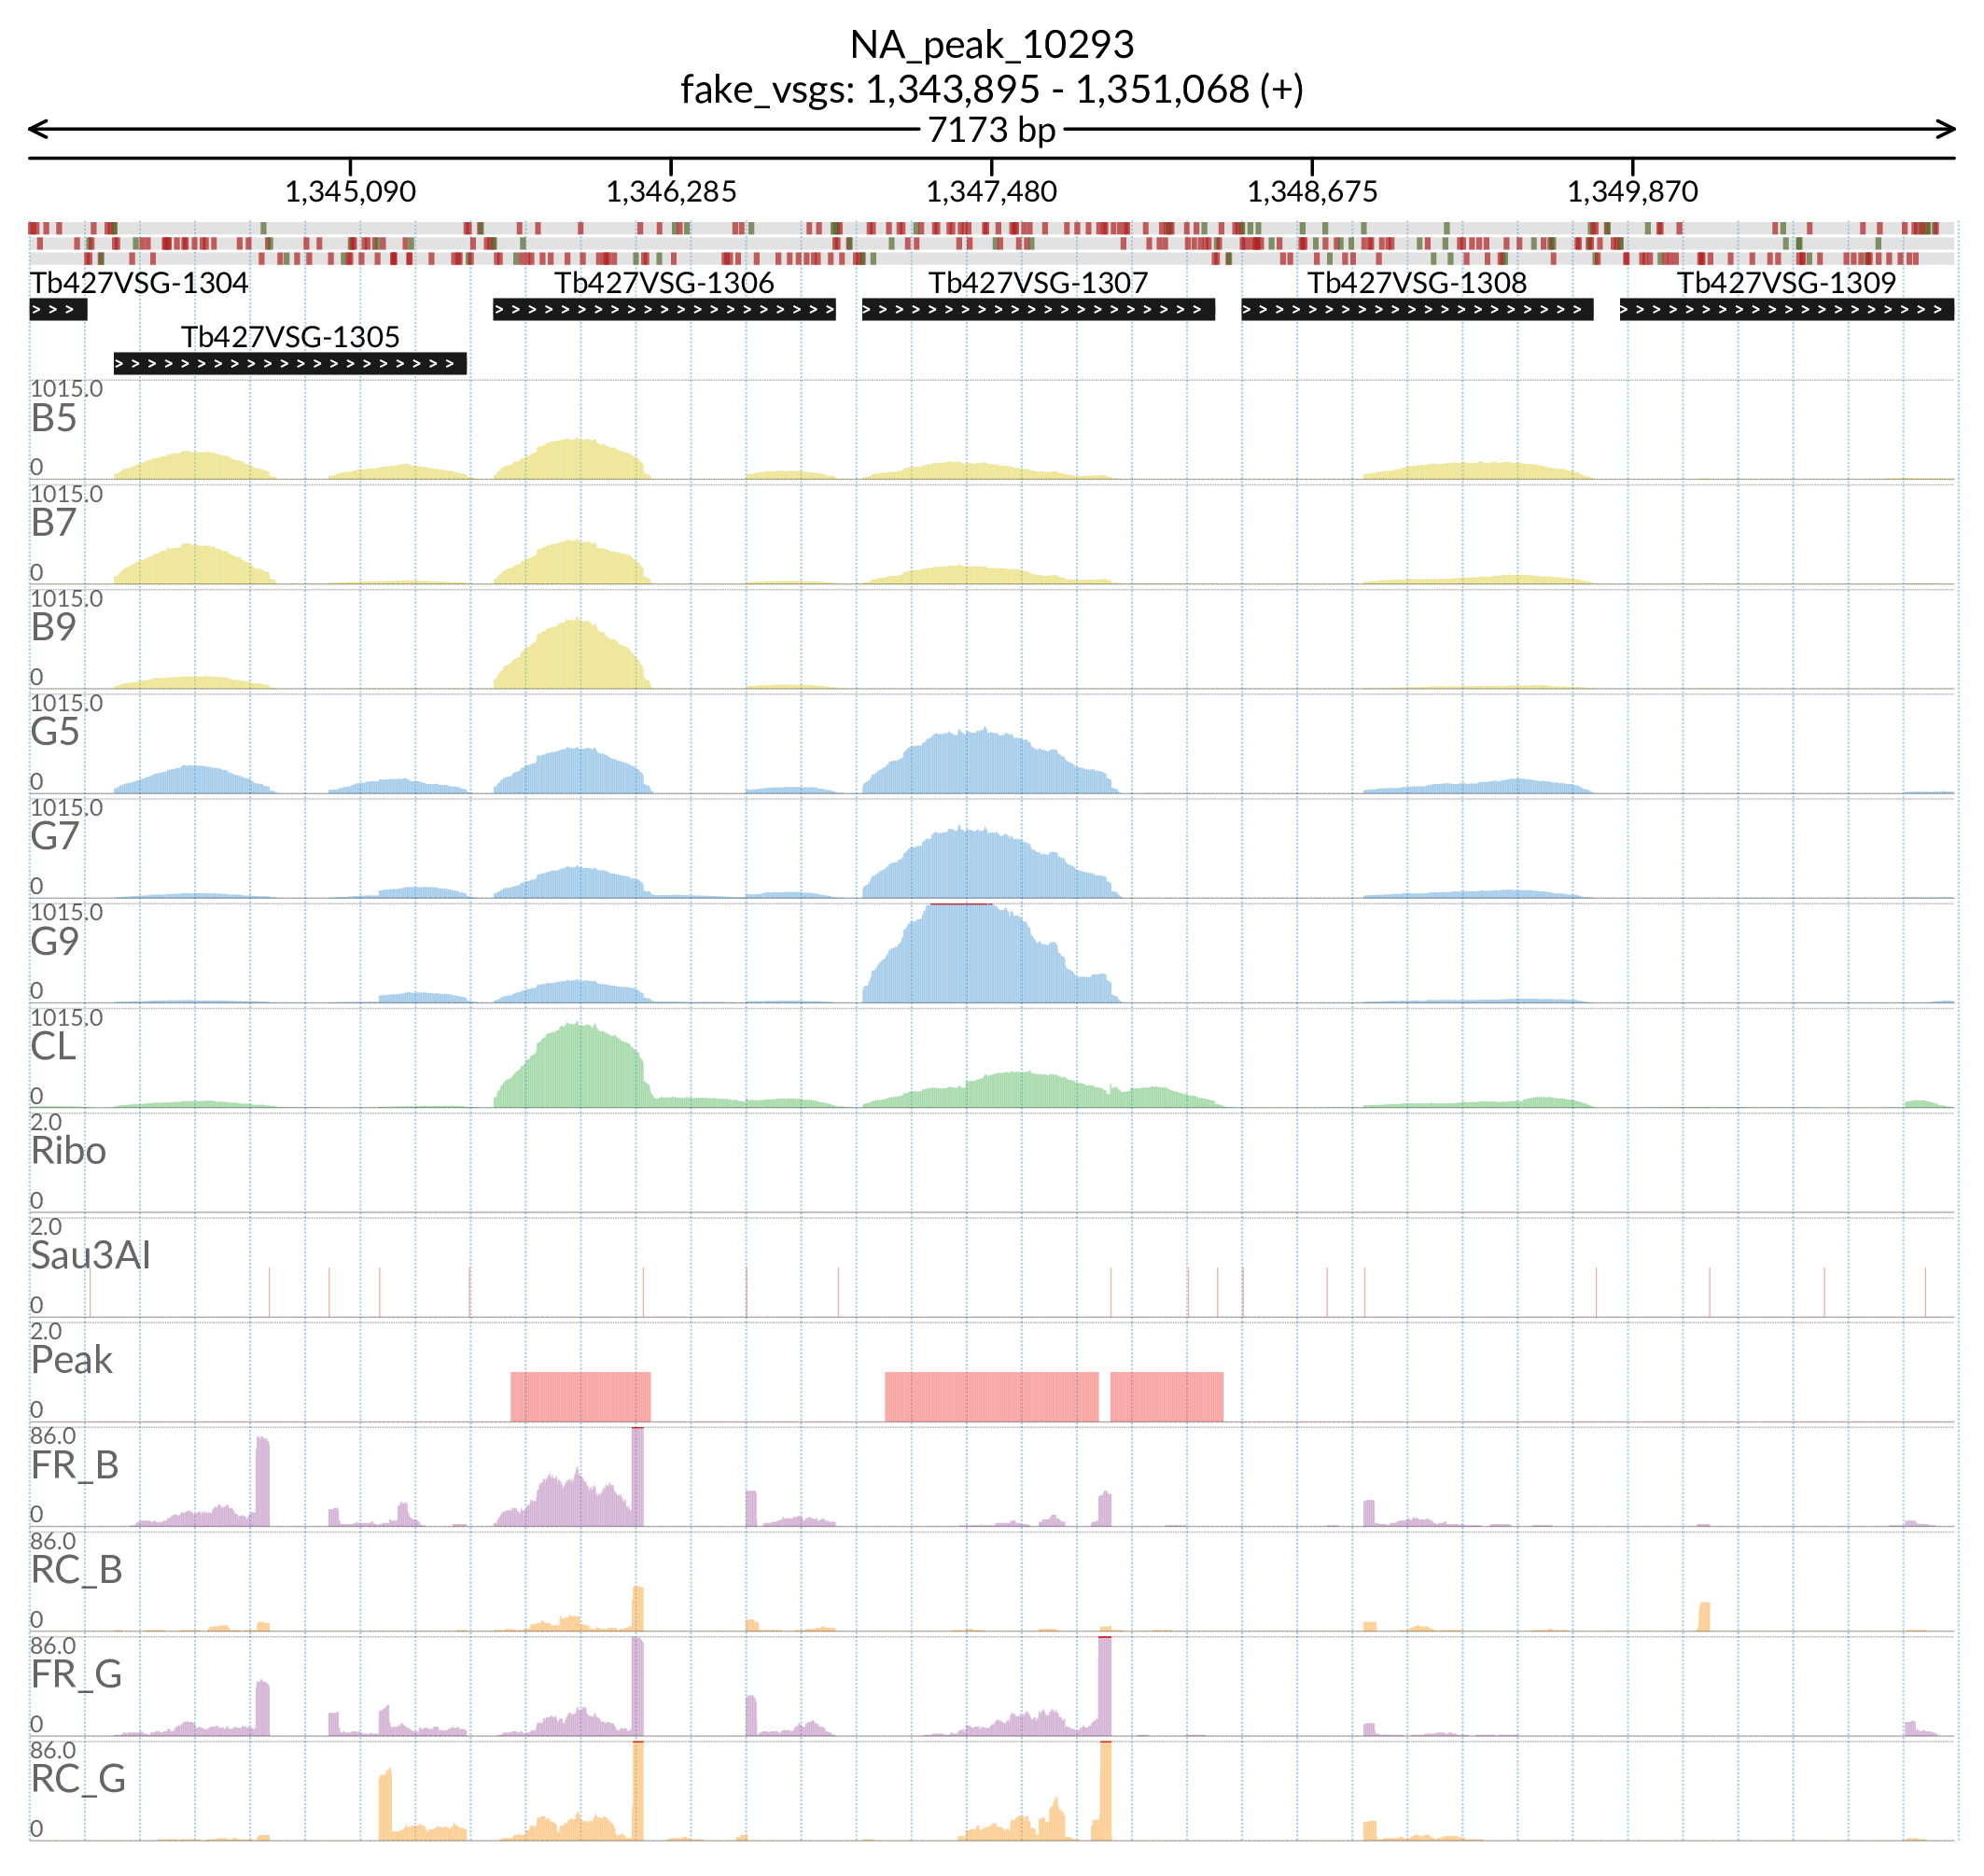 NA_peak_10293
fake_vsgs: 1,343,895 - 1,351,068 (+)
7173 bp
1,345,090 1,346,285 1,347,480 1,348,675 1,349,870
Tb427VSG-1304 Tb427VSG-1306 Tb427VSG-1307 Tb427VSG-1308 Tb427VSG-1309
Tb427VSG-1305
1015.0
B5
0
1015.0
B7
0
1015.0
B9
0
1015.0
G5
0
1015.0
G7
0
1015.0
G9
0
1015.0
CL
0
2.0
Ribo
0
2.0
Sau3AI
0
2.0
Peak
0
86.0
FR_B
0
86.0
RC_B
0
86.0
FR_G
0
86.0
RC_G
0